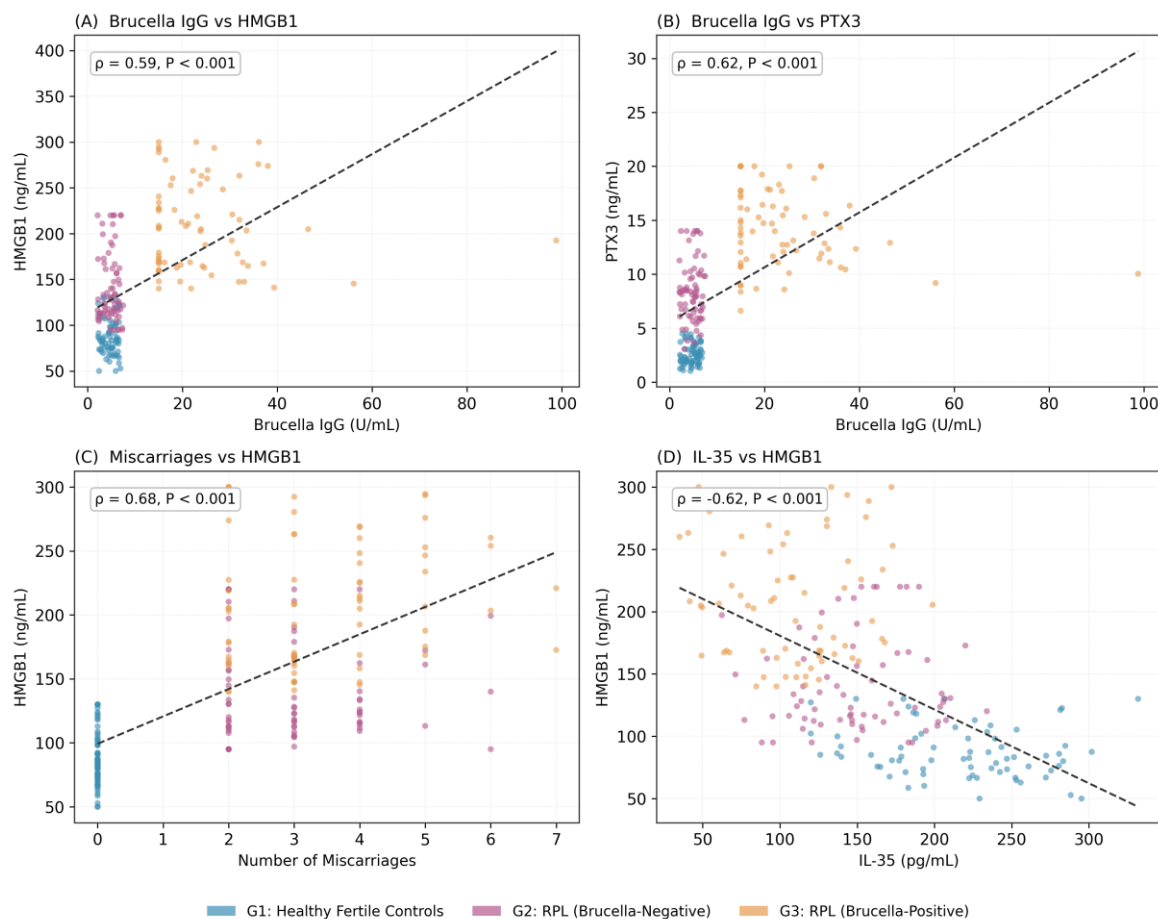 (A) Brucella IgG vs HMGB1
ρ = 0.59, P < 0.001
HMGB1 (ng/mL)
400
350
300
250
200
150
100
50
0 20 40 60 80 100
Brucella IgG (U/mL)
(B) Brucella IgG vs PTX3
ρ = 0.62, P < 0.001
PTX3 (ng/mL)
30
25
20
15
10
5
0
0 20 40 60 80 100
Brucella IgG (U/mL)
(C) Miscarriages vs HMGB1
ρ = 0.68, P < 0.001
HMGB1 (ng/mL)
300
250
200
150
100
50
0 1 2 3 4 5 6 7
Number of Miscarriages
(D) IL-35 vs HMGB1
ρ = -0.62, P < 0.001
HMGB1 (ng/mL)
300
250
200
150
100
50
50 100 150 200 250 300
IL-35 (pg/mL)
G1: Healthy Fertile Controls G2: RPL (Brucella-Negative) G3: RPL (Brucella-Positive)